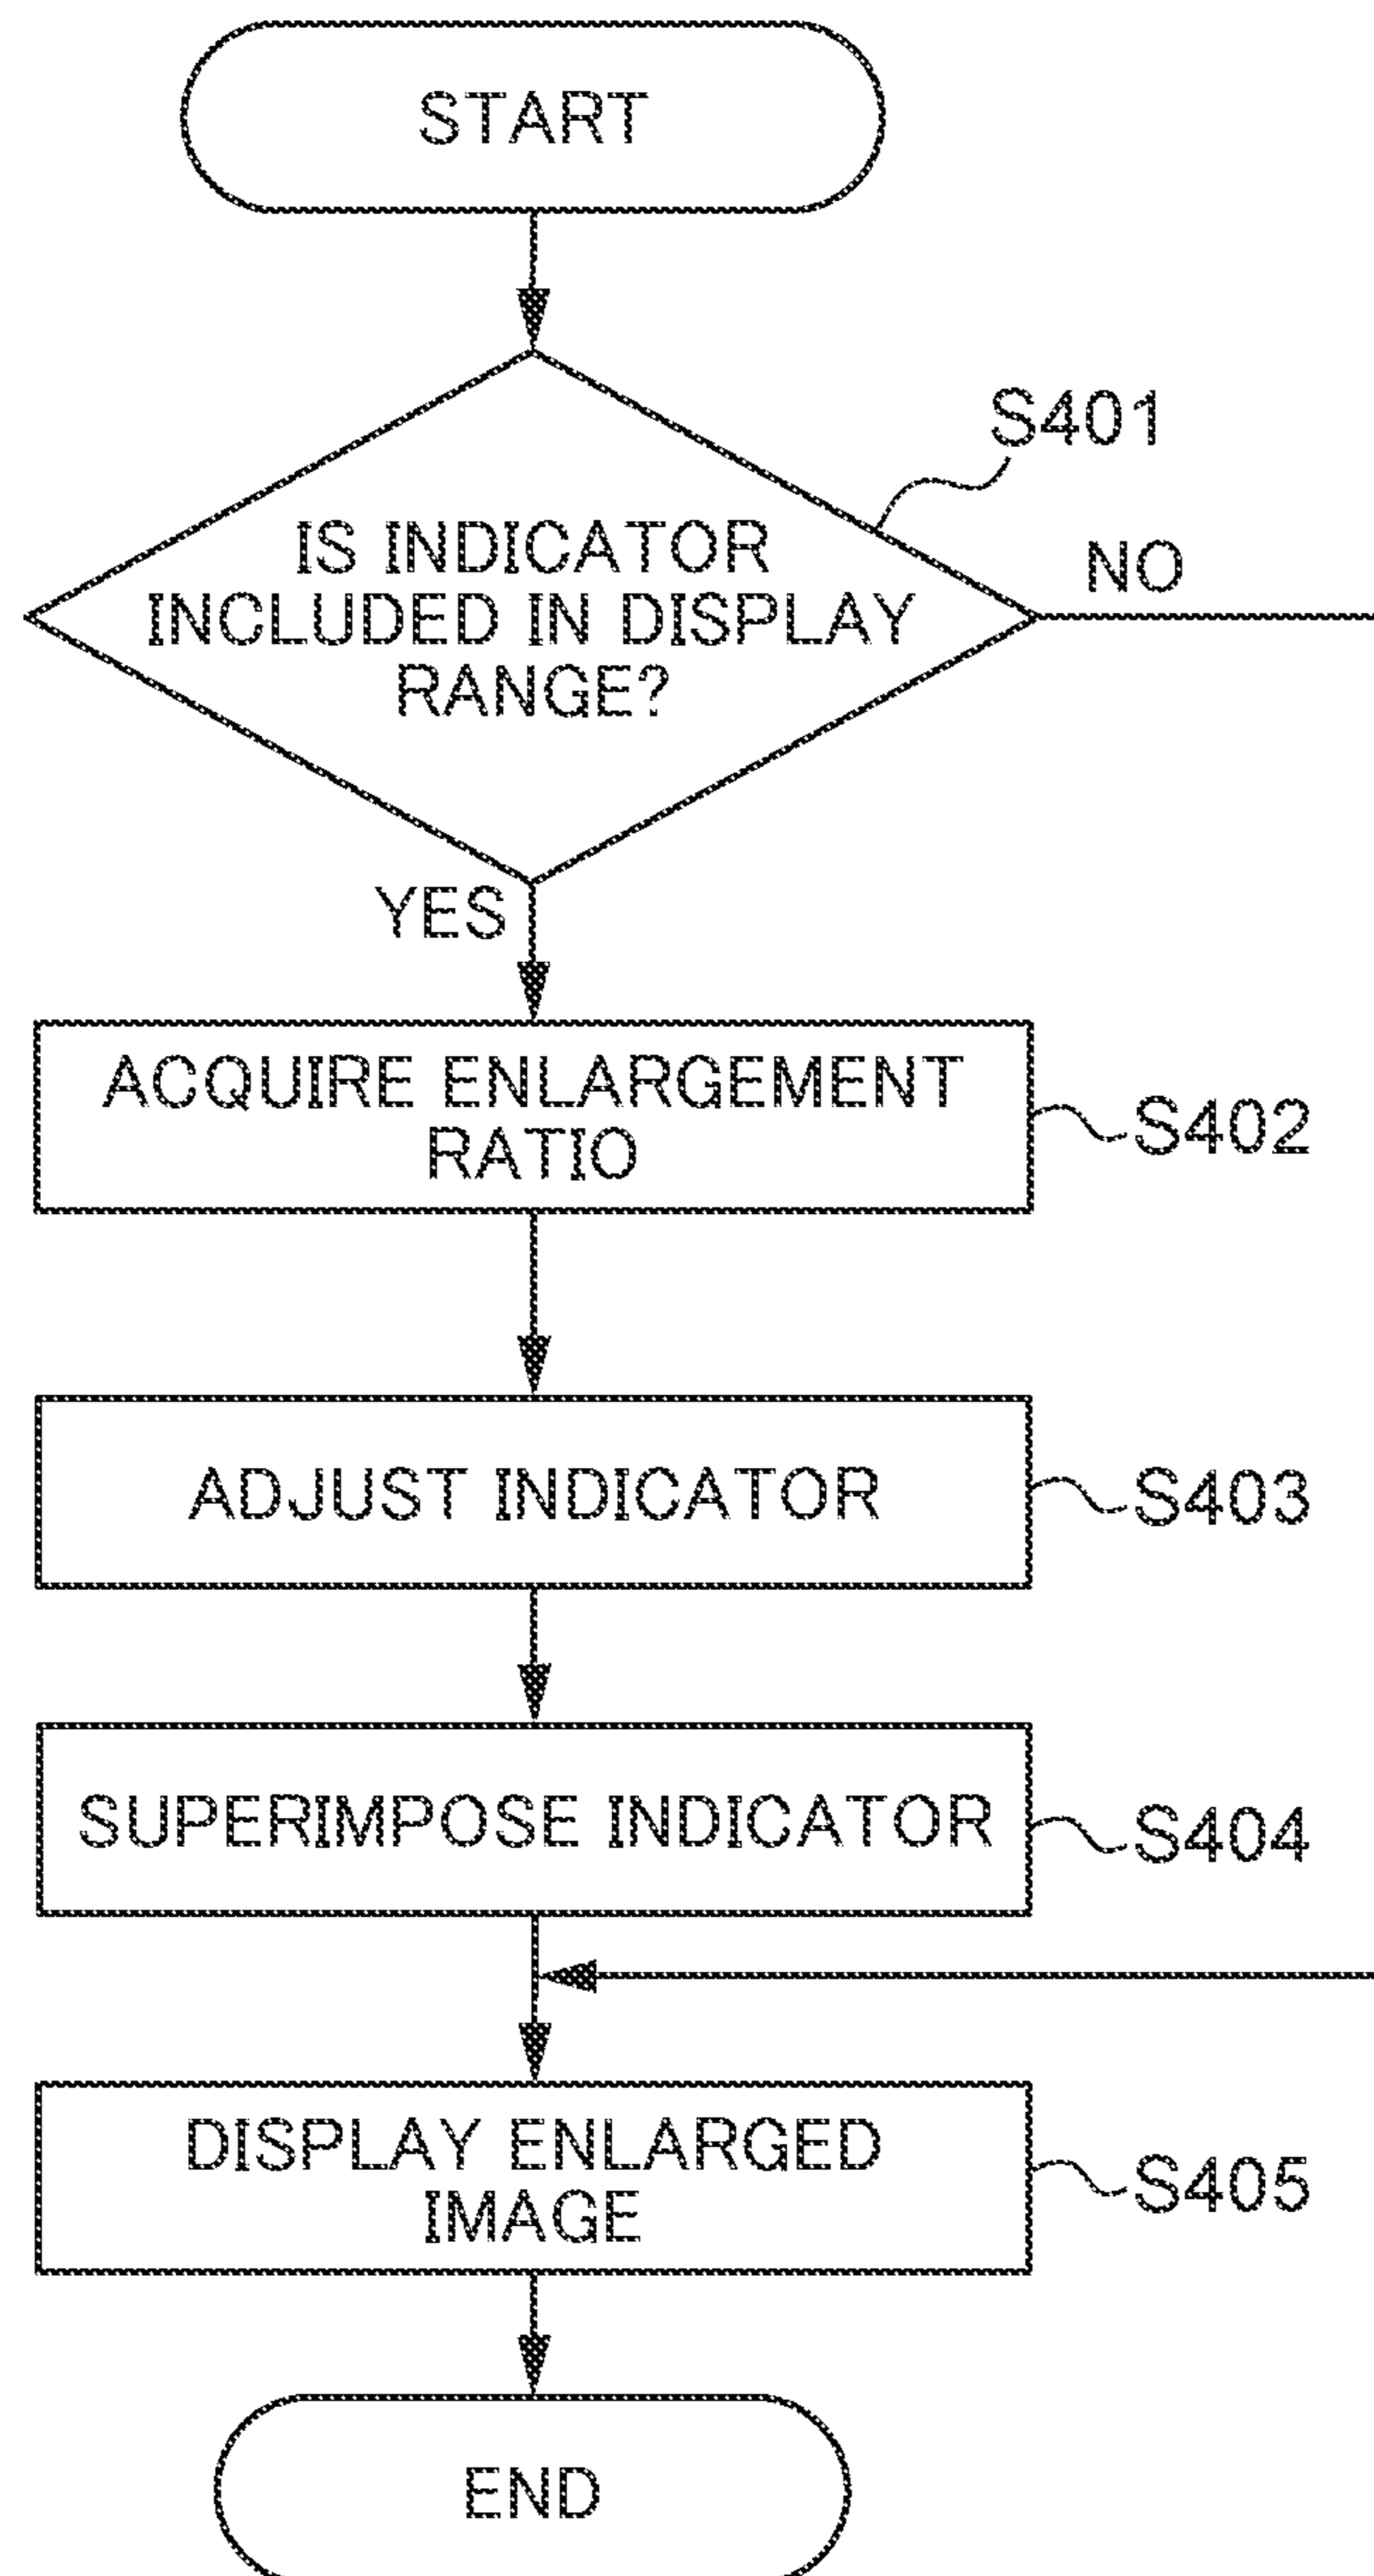 START
S401
IS INDICATOR
INCLUDED IN DISPLAY
RANGE?
NO
YES
ACQUIRE ENLARGEMENT
RATIO
S402
ADJUST INDICATOR
S403
SUPERIMPOSE INDICATOR
S404
DISPLAY ENLARGED
IMAGE
S405
END